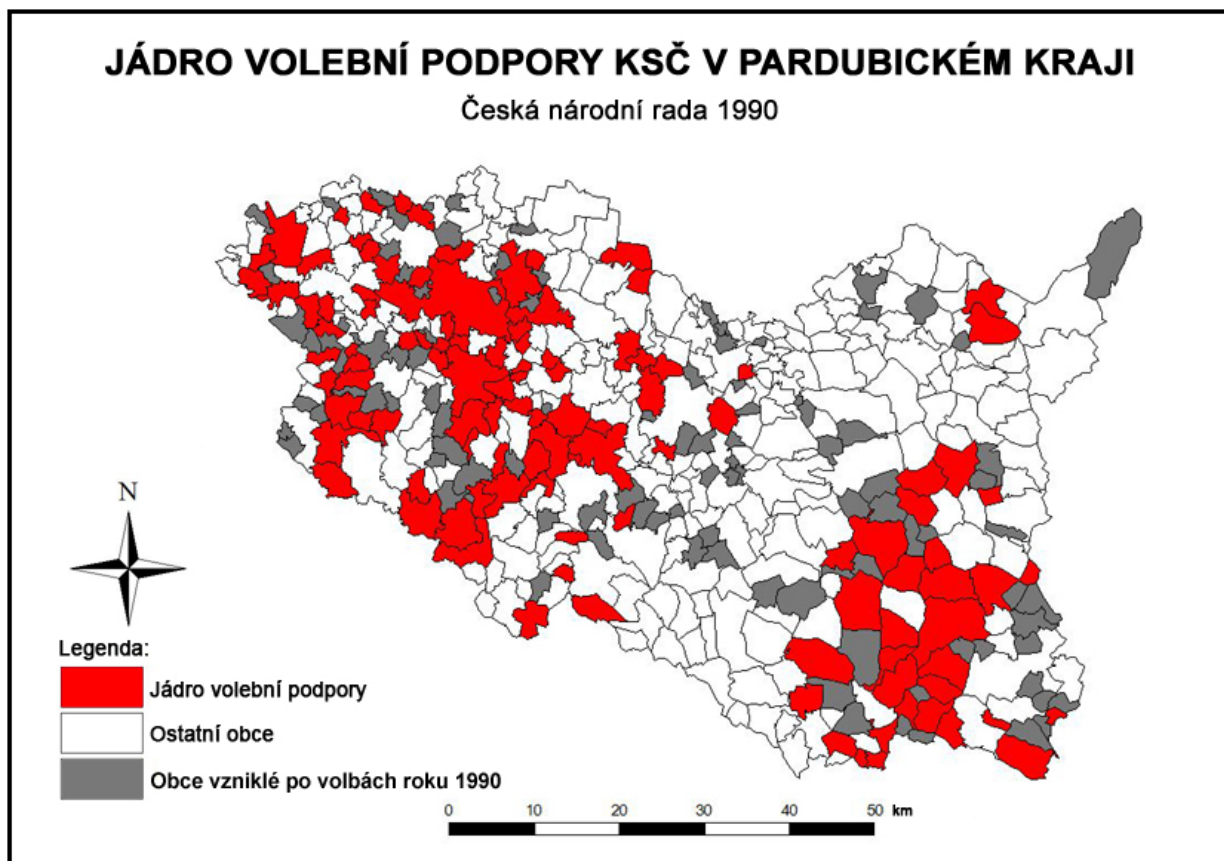 JÁDRO VOLEBNÍ PODPORY KSČ V PARDUBICKÉM KRAJI
Česká národní rada 1990
N
Legenda:
Jádro volební podpory
Ostatní obce
Obce vzniklé po volbách roku 1990
0 10 20 30 40 50 km